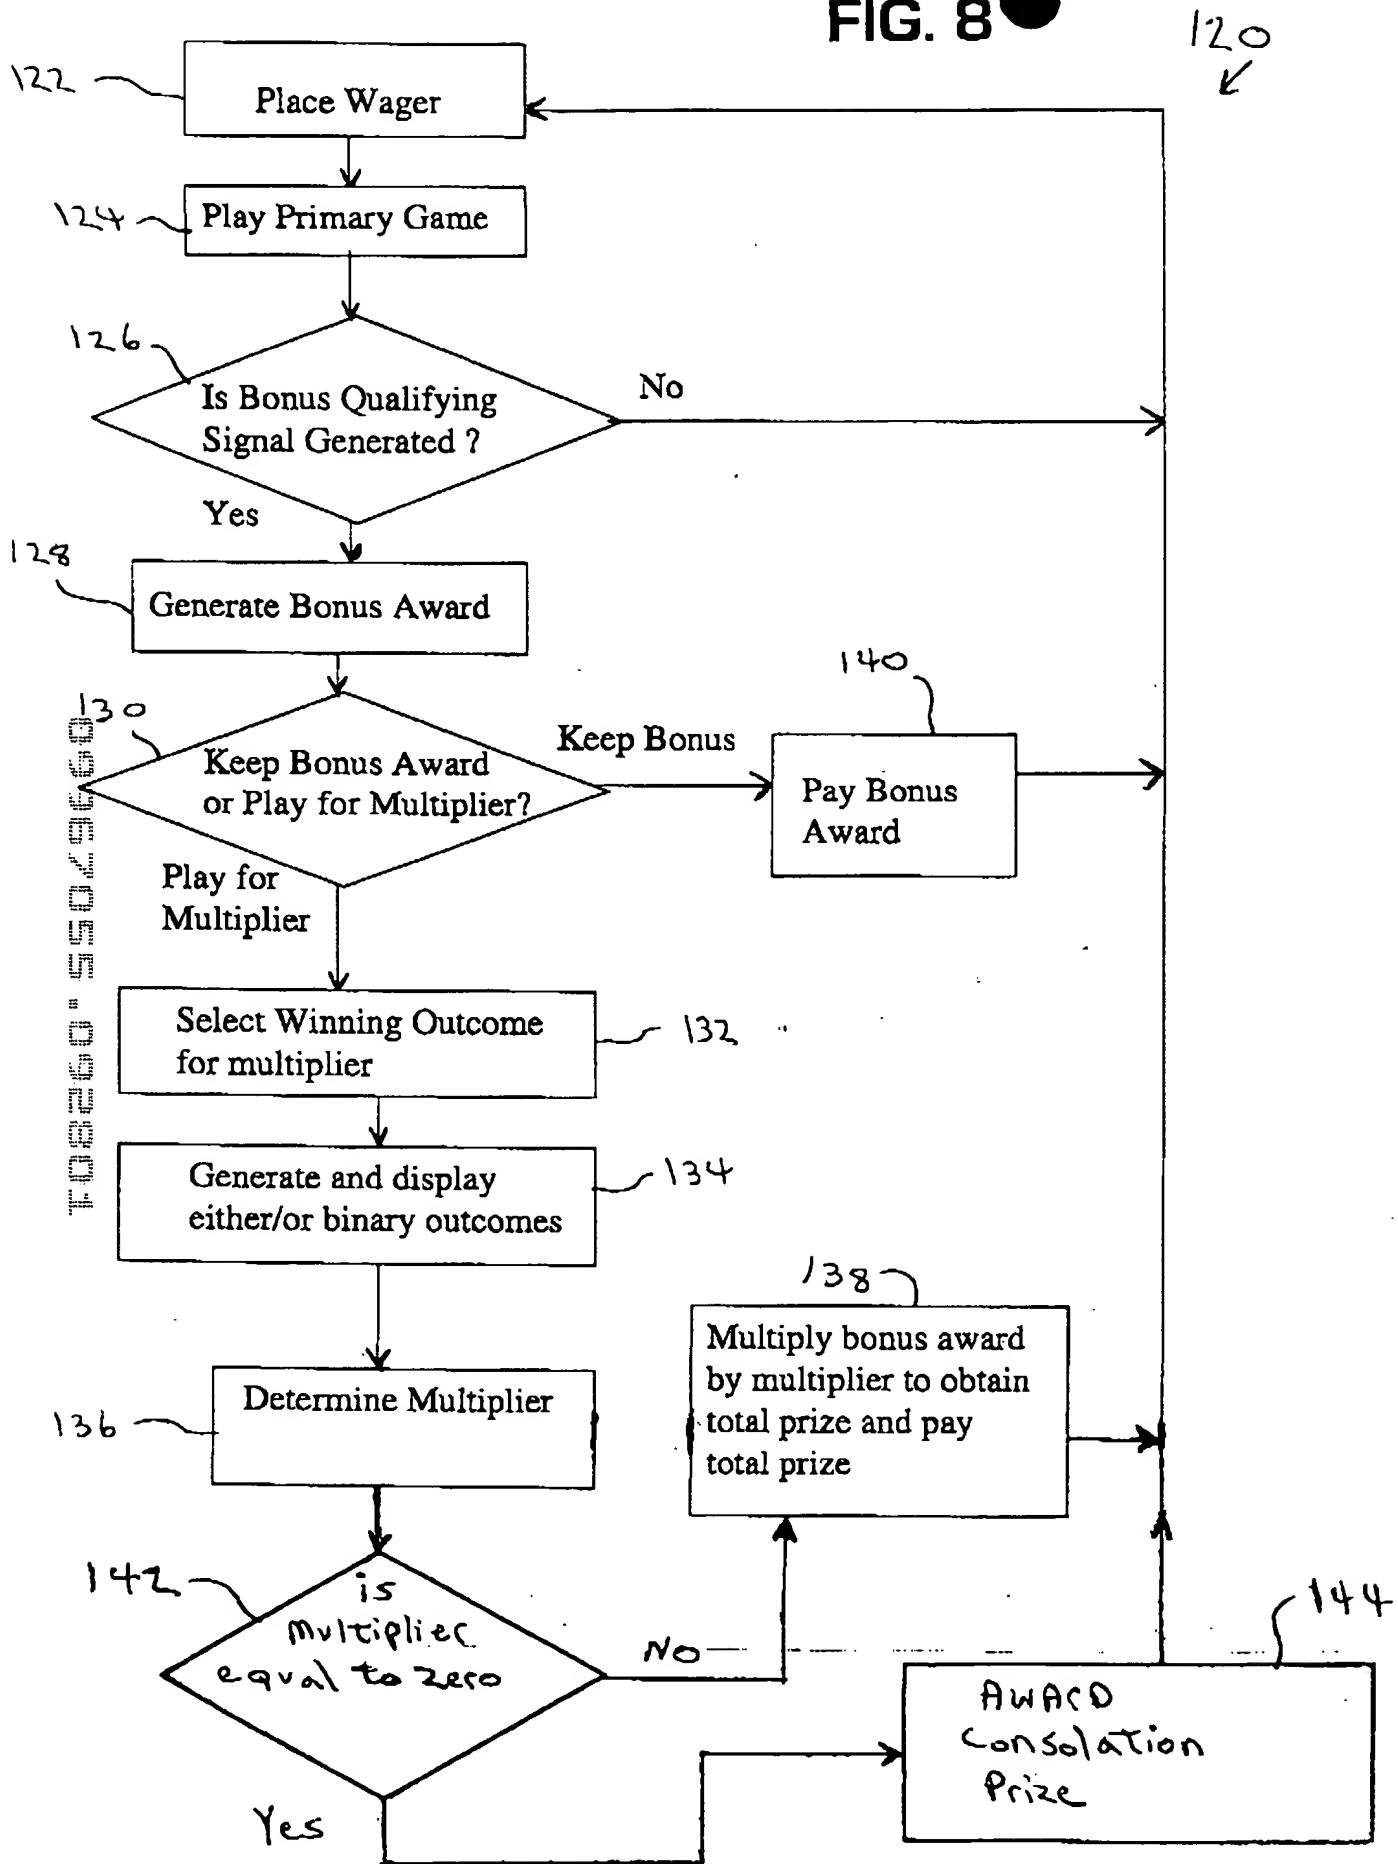 FIG. 8
120
122
Place Wager
124
Play Primary Game
126
Is Bonus Qualifying
Signal Generated ?
No
Yes
128
Generate Bonus Award
130
Keep Bonus Award
or Play for Multiplier?
Keep Bonus
140
Pay Bonus
Award
Play for
Multiplier
Select Winning Outcome
for multiplier
132
Generate and display
either/or binary outcomes
134
136
Determine Multiplier
138
Multiply bonus award
by multiplier to obtain
total prize and pay
total prize
142
is
multiplier
equal to zero
NO
Yes
144
AWARD
Consolation
Prize
09967055.092801